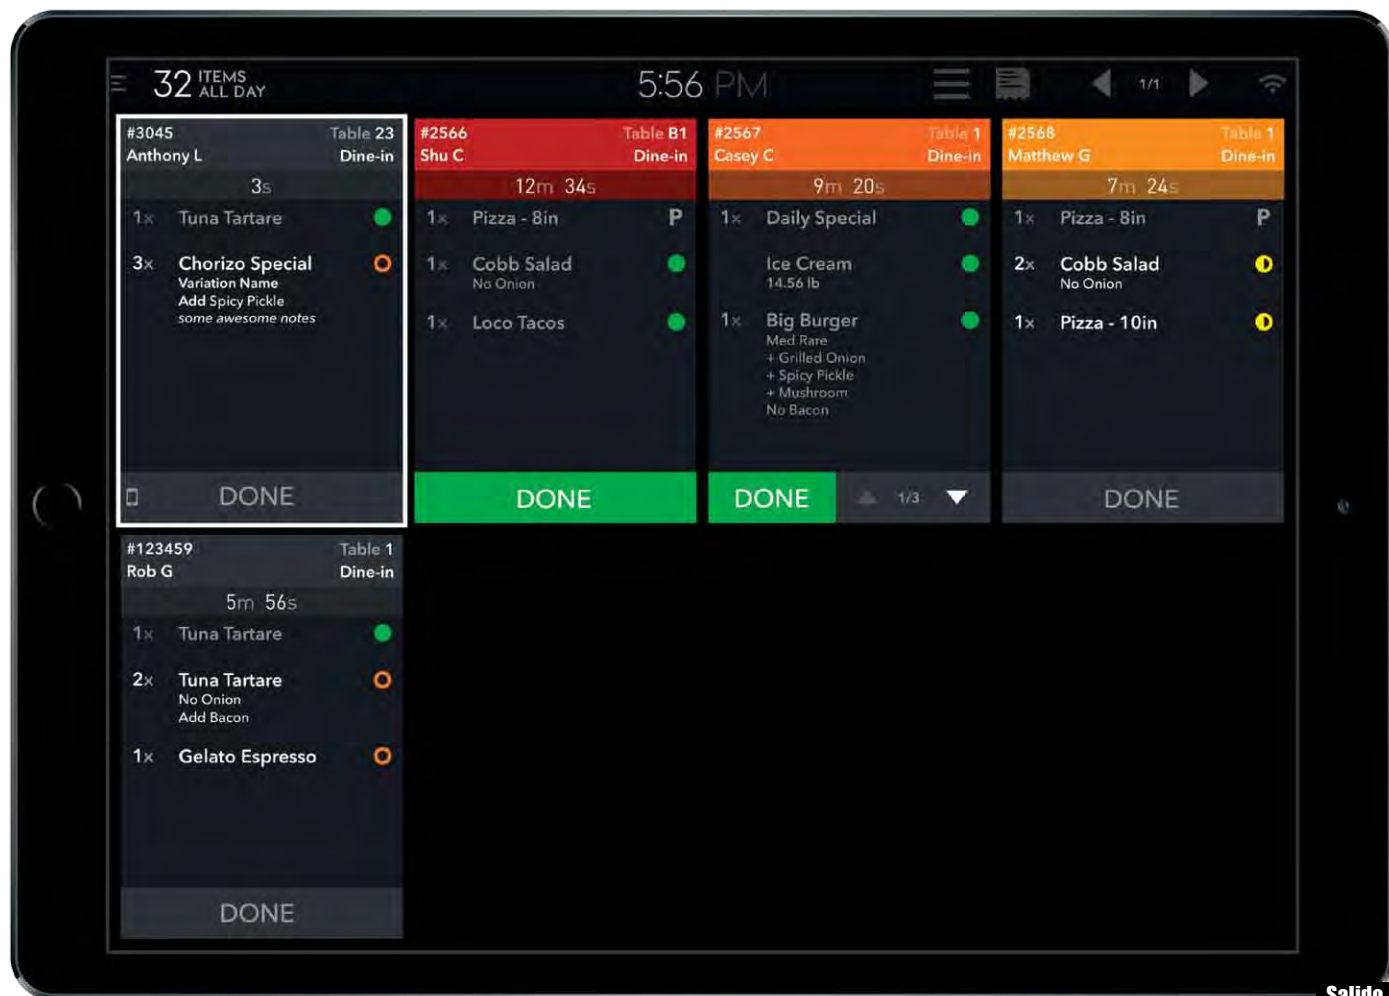 32 ITEMS ALL DAY
5:56 PM
1/1
#3045 Table 23
Anthony L Dine-in
3s
1x Tuna Tartare
3x Chorizo Special
Variation Name
Add Spicy Pickle
some awesome notes
DONE
#2566 Table B1
Shu C Dine-in
12m 34s
1x Pizza - 8in P
1x Cobb Salad
No Onion
1x Loco Tacos
DONE
#2567 Table 1
Casey C Dine-in
9m 20s
1x Daily Special
Ice Cream
14.56 lb
1x Big Burger
Med Rare
+ Grilled Onion
+ Spicy Pickle
+ Mushroom
No Bacon
DONE 1/3
#2568 Table 1
Matthew G Dine-in
7m 24s
1x Pizza - 8in P
2x Cobb Salad
No Onion
1x Pizza - 10in
DONE
#123459 Table 1
Rob G Dine-in
5m 56s
1x Tuna Tartare
2x Tuna Tartare
No Onion
Add Bacon
1x Gelato Espresso
DONE
Salido